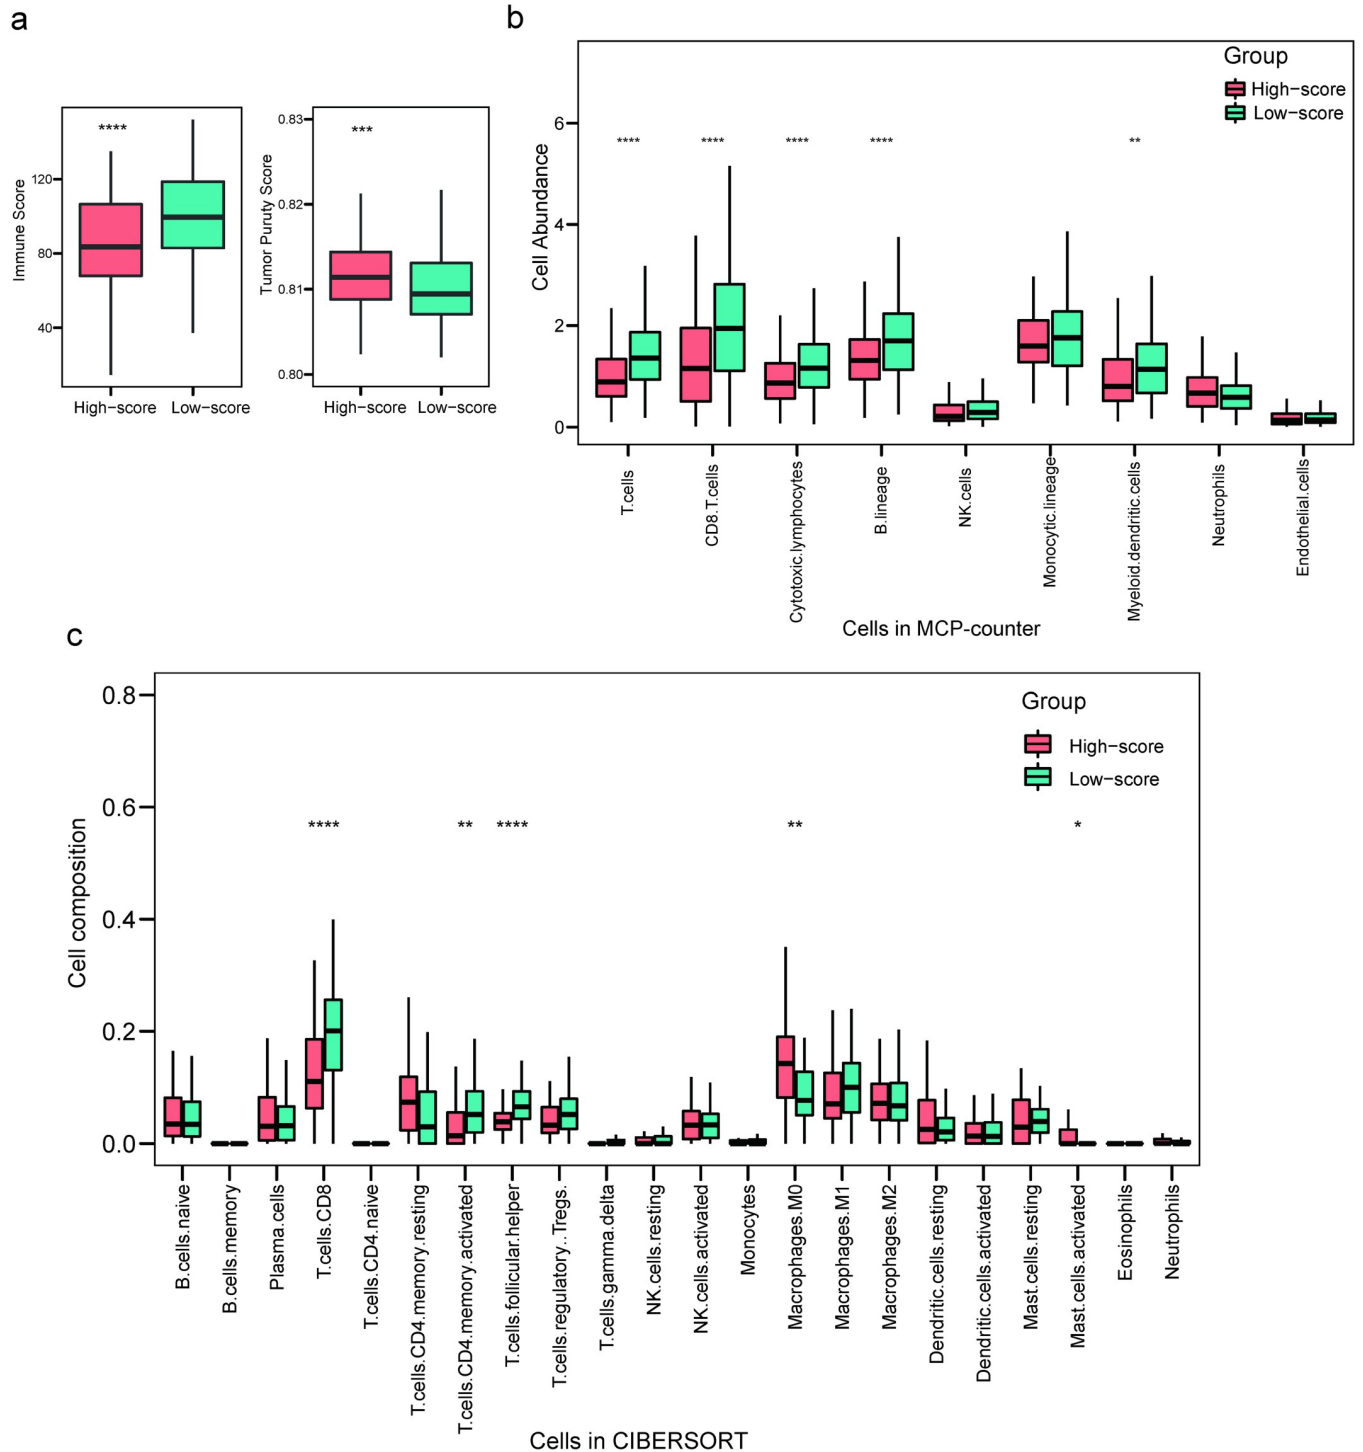 a
Immune Score
120
80
40
****
High−score
Low−score
Tumor Puruty Score
0.83
0.82
0.81
0.80
***
High−score
Low−score
b
Cell Abundance
6
4
2
0
Group
High−score
Low−score
****
****
****
****
**
T.cells
CD8.T.cells
Cytotoxic.lymphocytes
B.lineage
NK.cells
Monocytic.lineage
Myeloid.dendritic.cells
Neutrophils
Endothelial.cells
Cells in MCP-counter
c
Cell composition
0.8
0.6
0.4
0.2
0.0
Group
High−score
Low−score
****
**
****
**
*
B.cells.naive
B.cells.memory
Plasma.cells
T.cells.CD8
T.cells.CD4.naive
T.cells.CD4.memory.resting
T.cells.CD4.memory.activated
T.cells.follicular.helper
T.cells.regulatory..Tregs.
T.cells.gamma.delta
NK.cells.resting
NK.cells.activated
Monocytes
Macrophages.M0
Macrophages.M1
Macrophages.M2
Dendritic.cells.resting
Dendritic.cells.activated
Mast.cells.resting
Mast.cells.activated
Eosinophils
Neutrophils
Cells in CIBERSORT